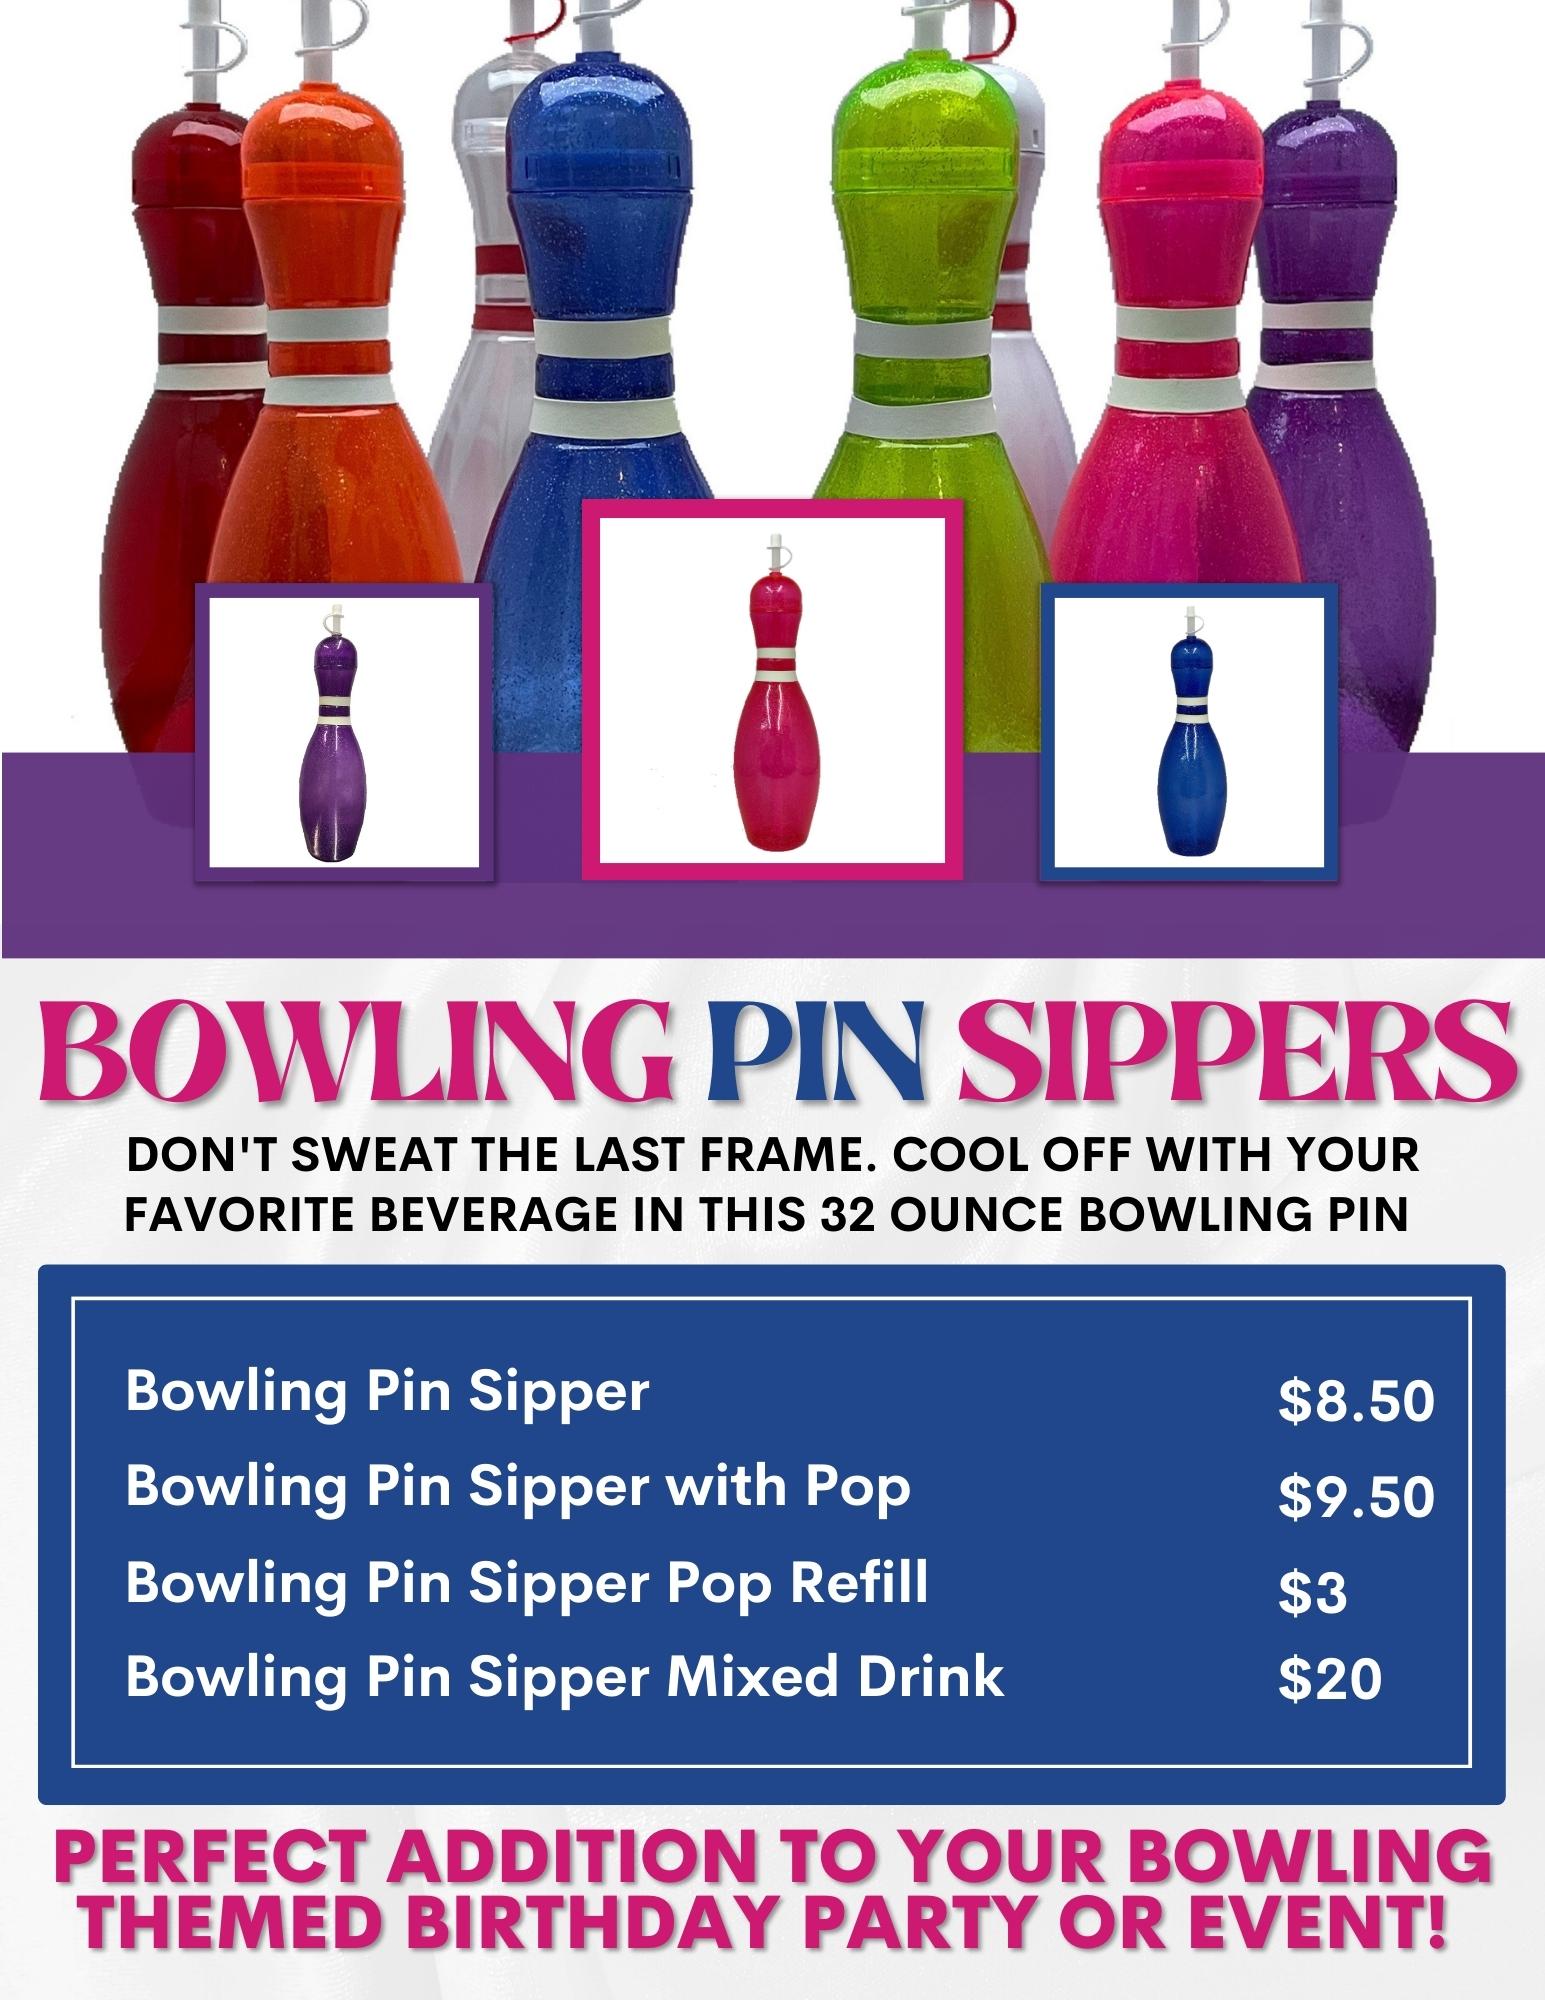 BOWLING PIN SIPPERS
DON'T SWEAT THE LAST FRAME. COOL OFF WITH YOUR
FAVORITE BEVERAGE IN THIS 32 OUNCE BOWLING PIN
Bowling Pin Sipper $8.50
Bowling Pin Sipper with Pop $9.50
Bowling Pin Sipper Pop Refill $3
Bowling Pin Sipper Mixed Drink $20
PERFECT ADDITION TO YOUR BOWLING
THEMED BIRTHDAY PARTY OR EVENT!